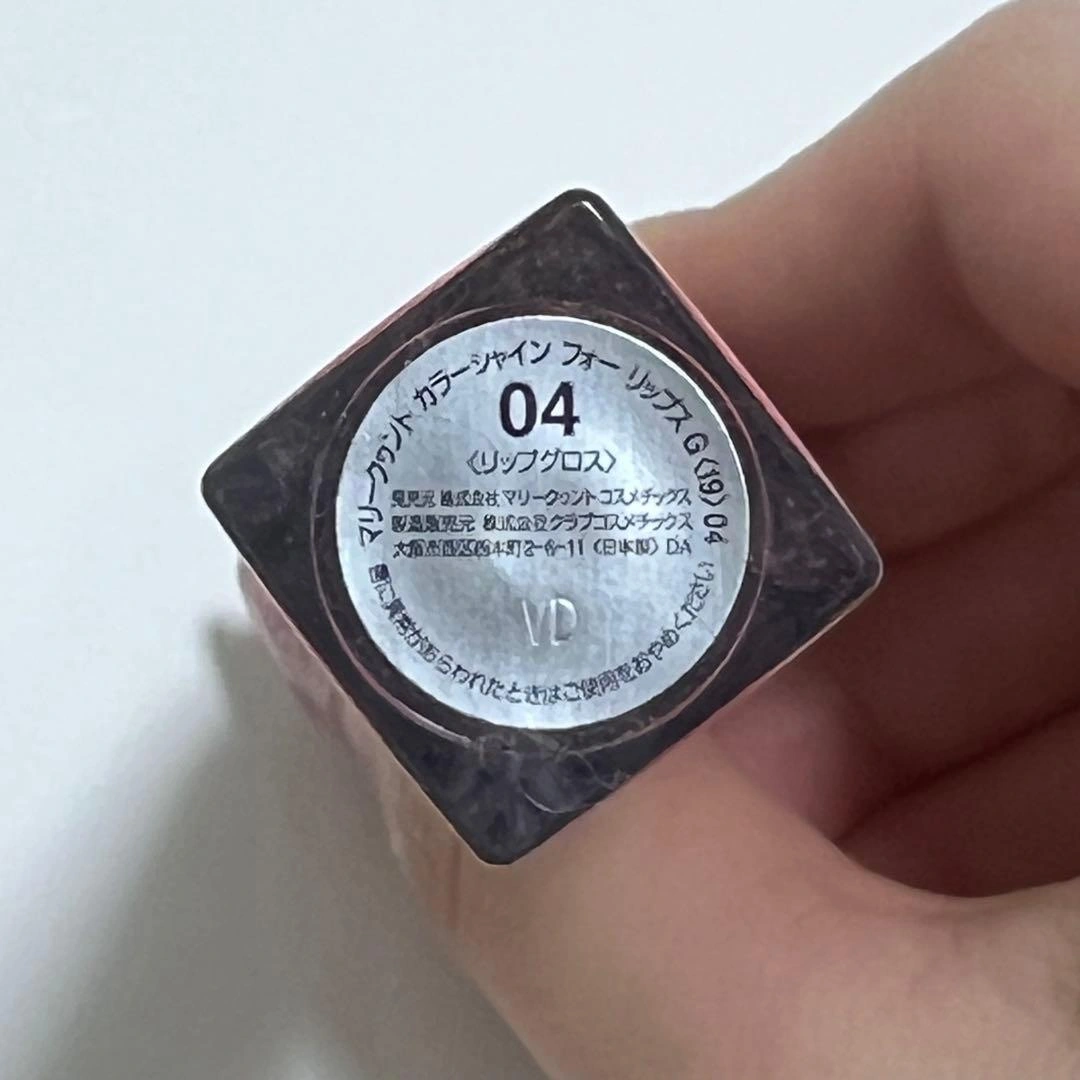 マリークヮント カラーシャイン フォー リップス G〈19〉04
04
〈リップグロス〉
発売元 株式会社マリークヮントコスメチックス
製造販売元 株式会社クラブコスメチックス
2-6-11〈日本製〉DA
VD
肌に異常があらわれたときはご使用をおやめください